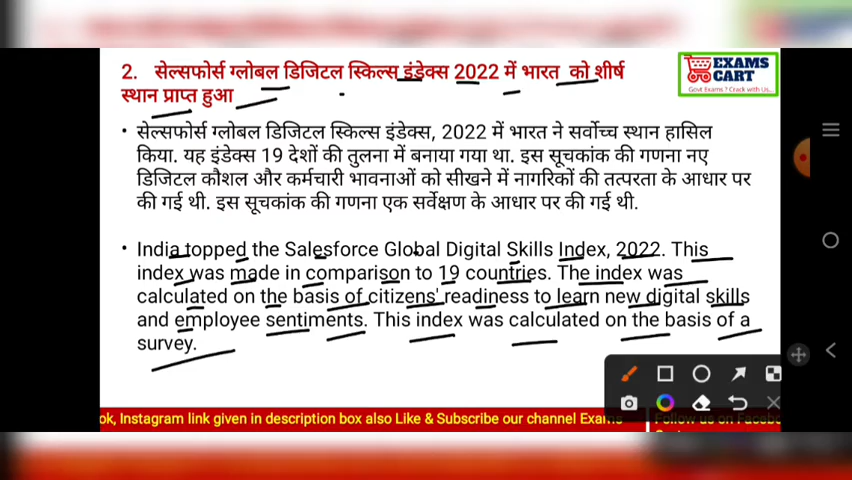 2. सेल्सफोर्स ग्लोबल डिजिटल स्किल्स इंडेक्स 2022 में भारत को शीर्ष
स्थान प्राप्त हुआ
EXAMS
CART
Govt Exams ? Crack with Us...
• सेल्सफोर्स ग्लोबल डिजिटल स्किल्स इंडेक्स, 2022 में भारत ने सर्वोच्च स्थान हासिल
किया. यह इंडेक्स 19 देशों की तुलना में बनाया गया था. इस सूचकांक की गणना नए
डिजिटल कौशल और कर्मचारी भावनाओं को सीखने में नागरिकों की तत्परता के आधार पर
की गई थी. इस सूचकांक की गणना एक सर्वेक्षण के आधार पर की गई थी.
• India topped the Salesforce Global Digital Skills Index, 2022. This
index was made in comparison to 19 countries. The index was
calculated on the basis of citizens' readiness to learn new digital skills
and employee sentiments. This index was calculated on the basis of a
survey.
ok, Instagram link given in description box also Like & Subscribe our channel Exams
Follow us on Facebo